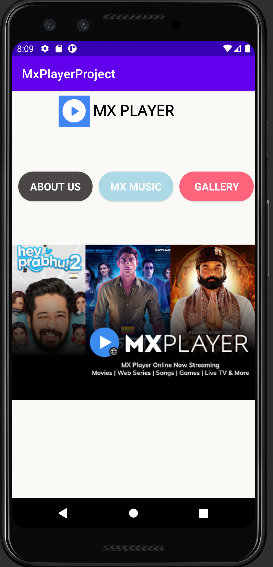 8:09
MxPlayerProject
MX PLAYER
ABOUT US
MX MUSIC
GALLERY
hey
prabhu!2
MXPLAYER
MX Player Online Now Streaming
Movies | Web Series | Songs | Games | Live TV & More